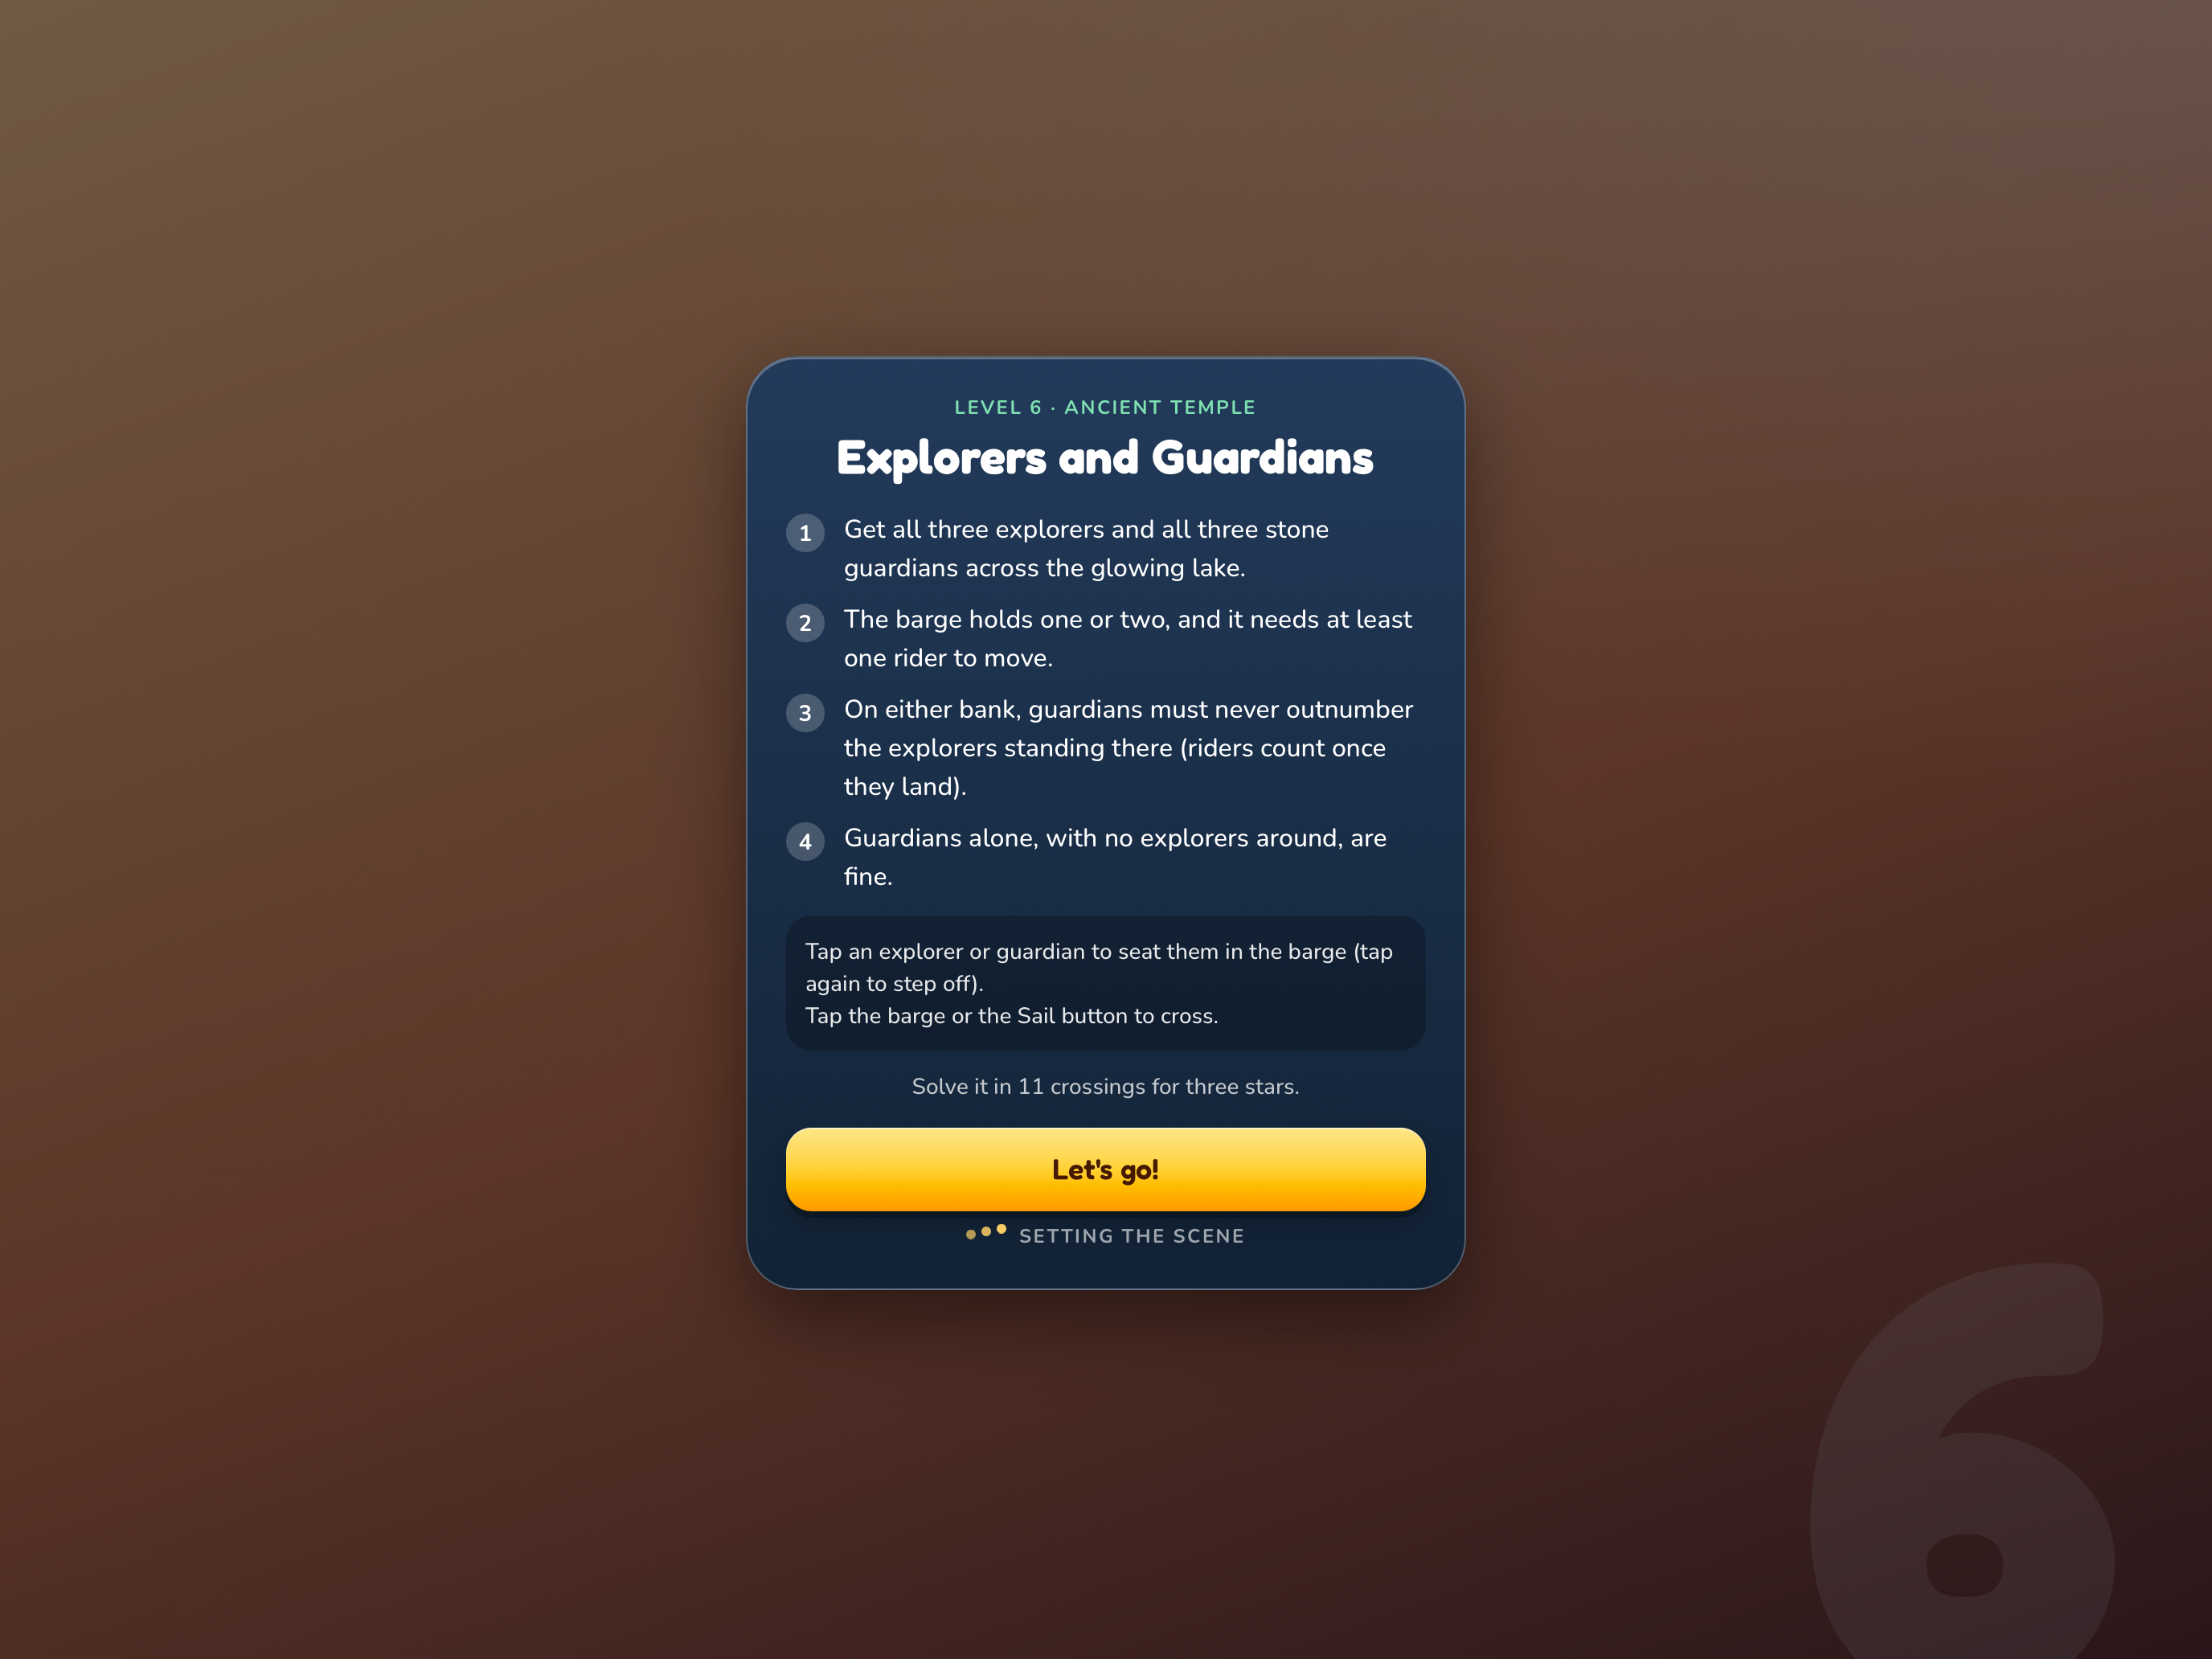 LEVEL 6 · ANCIENT TEMPLE
Explorers and Guardians
1 Get all three explorers and all three stone
guardians across the glowing lake.
2 The barge holds one or two, and it needs at least
one rider to move.
3 On either bank, guardians must never outnumber
the explorers standing there (riders count once
they land).
4 Guardians alone, with no explorers around, are
fine.
Tap an explorer or guardian to seat them in the barge (tap
again to step off).
Tap the barge or the Sail button to cross.
Solve it in 11 crossings for three stars.
Let's go!
SETTING THE SCENE
6